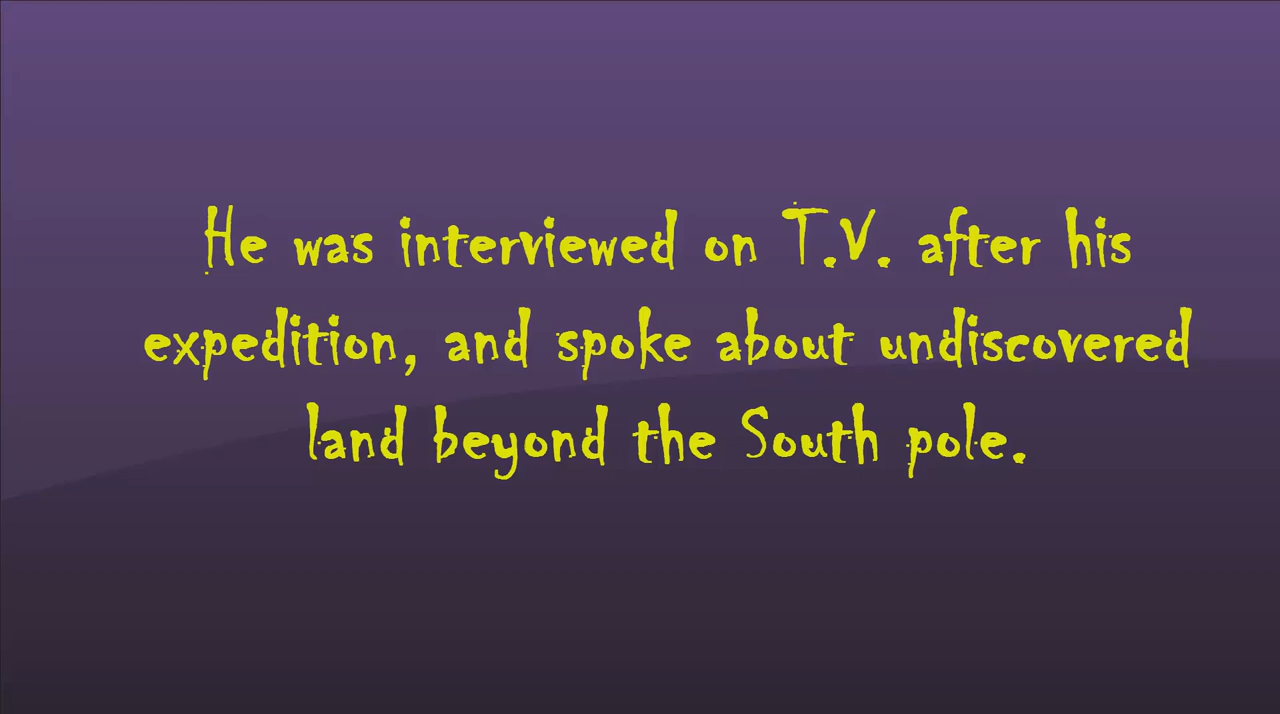 He was interviewed on T.V. after his
expedition, and spoke about undiscovered
land beyond the South pole.